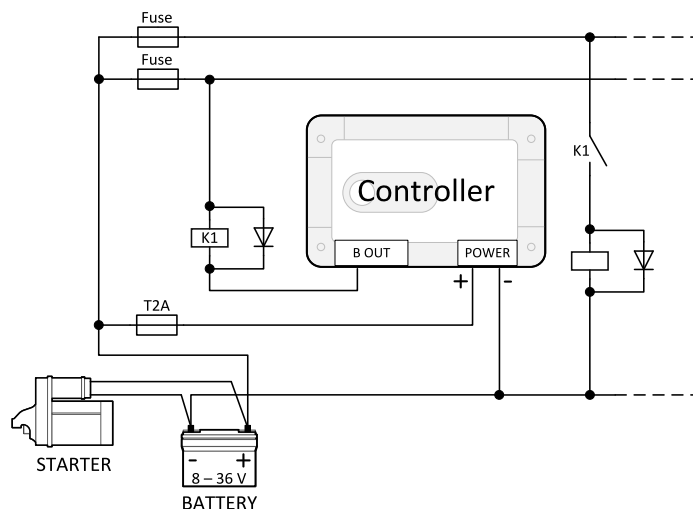 Fuse
Fuse
Controller
K1
K1
B OUT
POWER
+
-
T2A
STARTER
- +
8 – 36 V
BATTERY